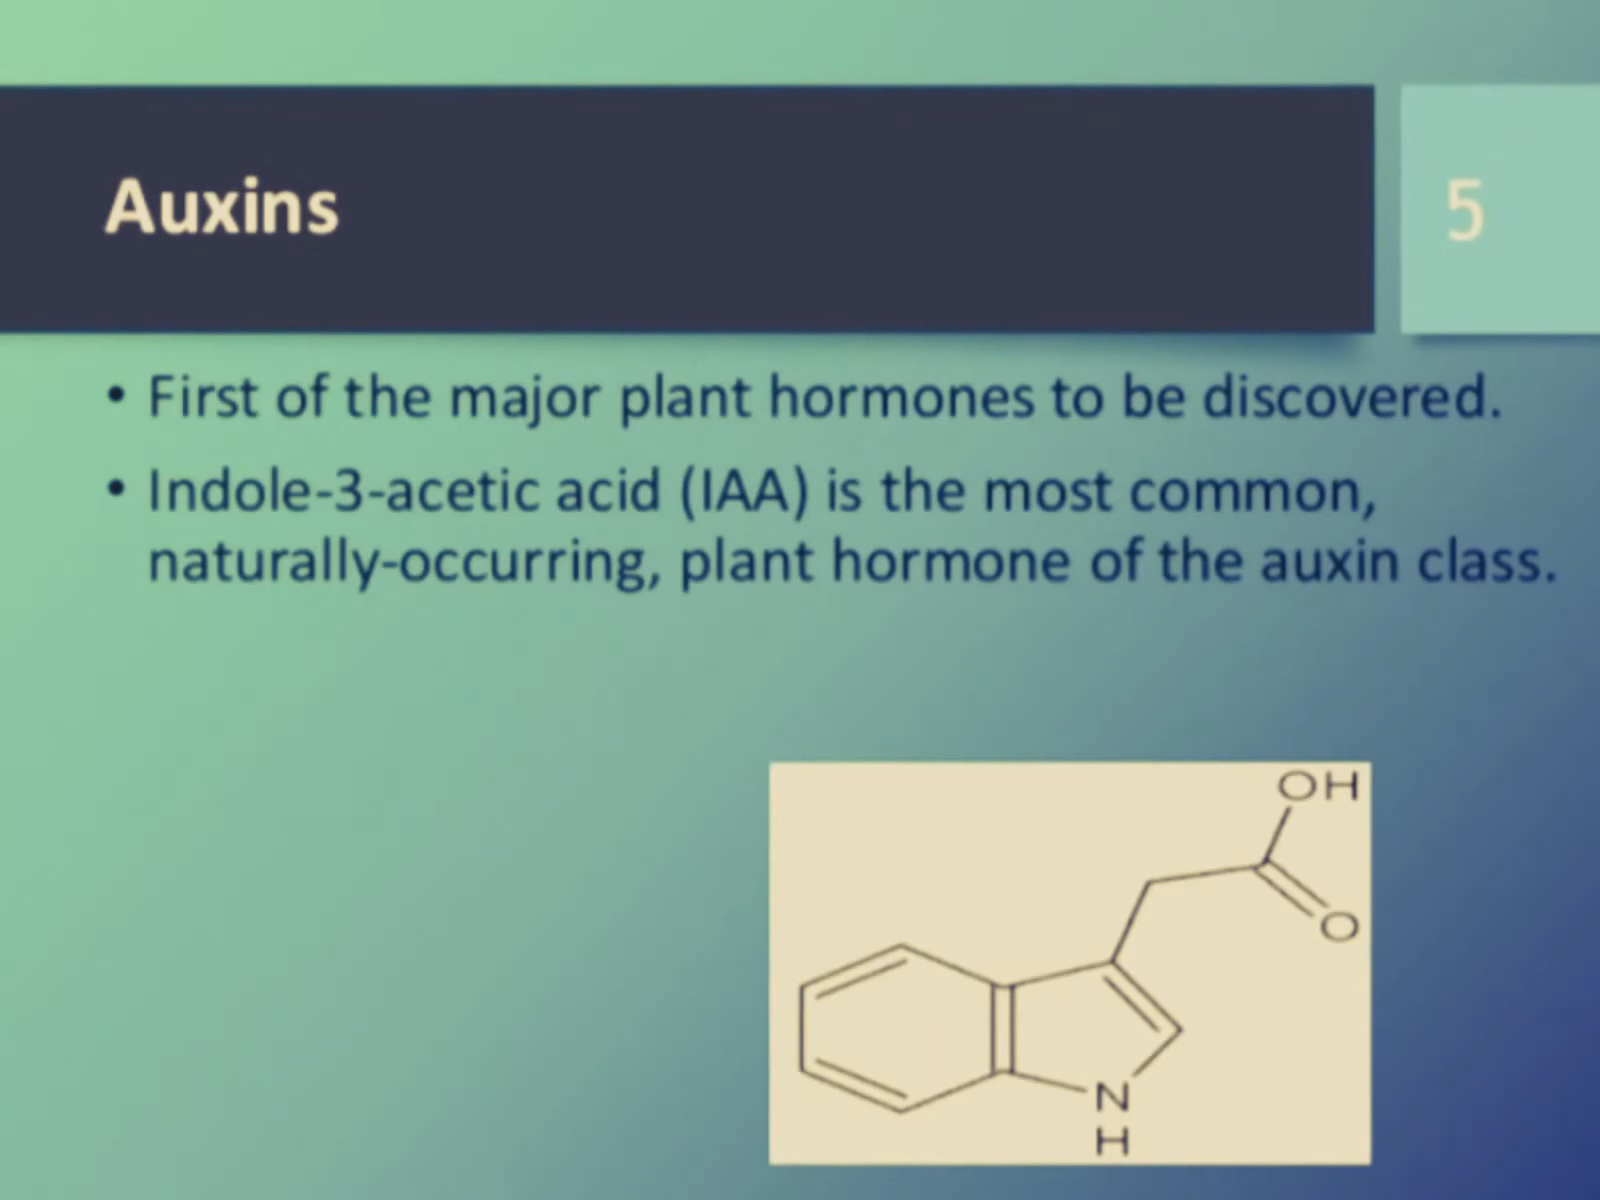 Auxins
5
• First of the major plant hormones to be discovered.
• Indole-3-acetic acid (IAA) is the most common,
naturally-occurring, plant hormone of the auxin class.
OH
O
N
H